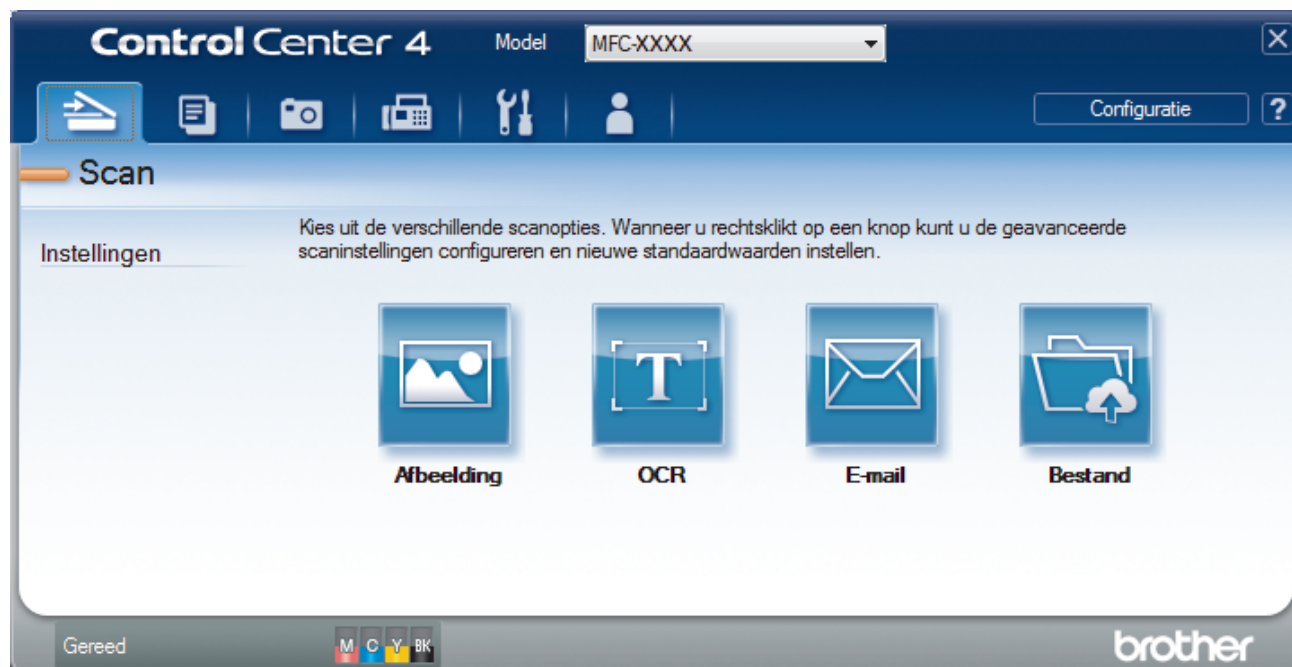 ControlCenter 4
Model
MFC-XXXX
Configuratie
?
Scan
Instellingen
Kies uit de verschillende scanopties. Wanneer u rechtsklikt op een knop kunt u de geavanceerde
scaninstellingen configureren en nieuwe standaardwaarden instellen.
T
Afbeelding
OCR
E-mail
Bestand
Gereed
M C Y BK
brother